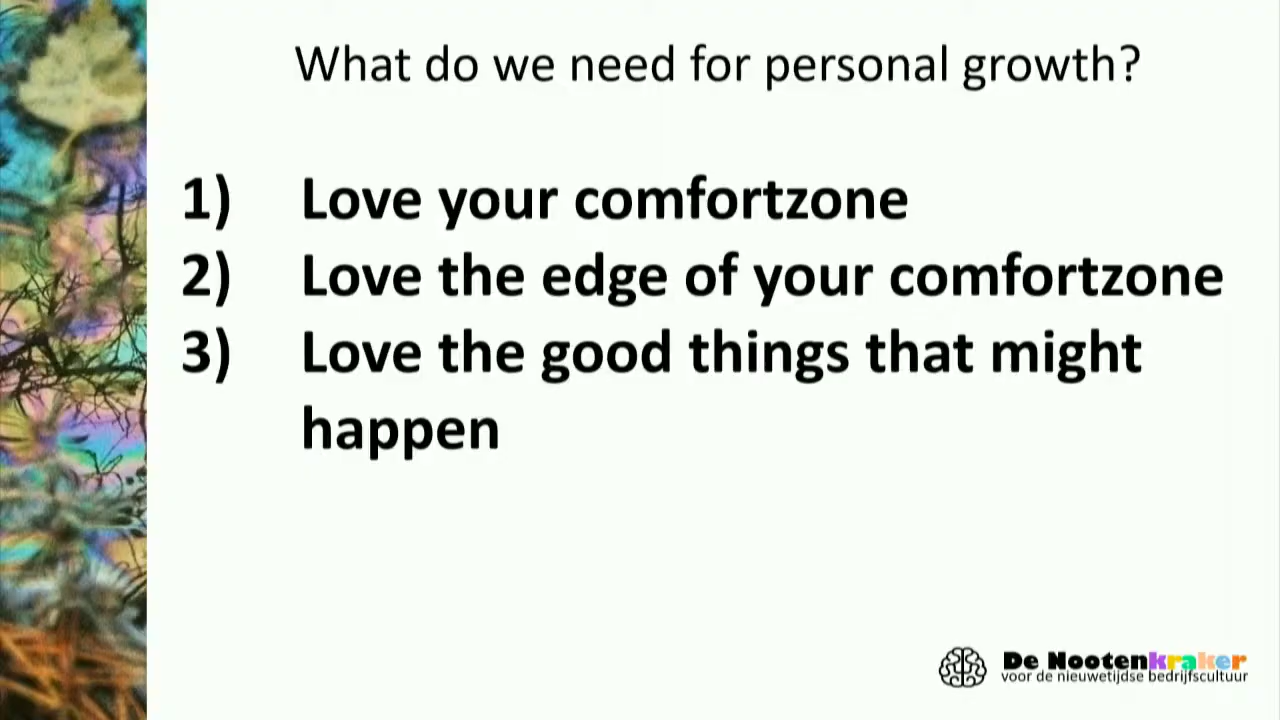 What do we need for personal growth?
1) Love your comfortzone
2) Love the edge of your comfortzone
3) Love the good things that might
happen
De Nootenkraker
voor de nieuwetijdse bedrijfscultuur